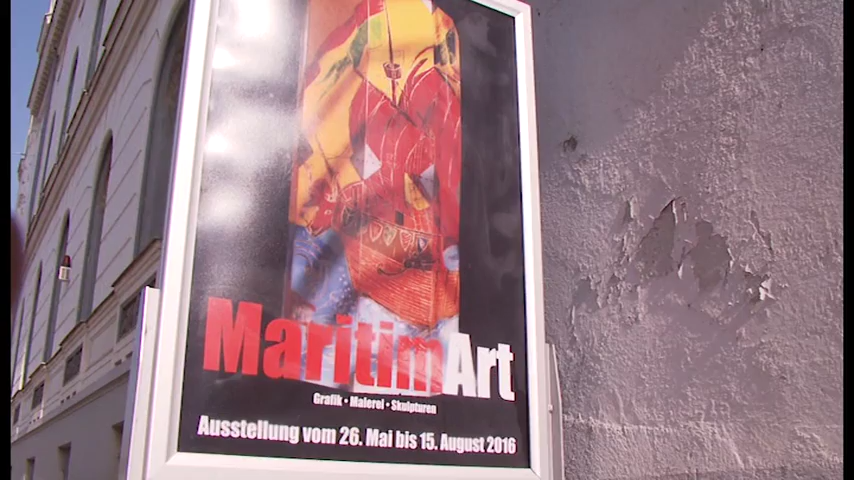 MaritimArt
Grafik • Malerei • Skulpturen
Ausstellung vom 26. Mai bis 15. August 2016